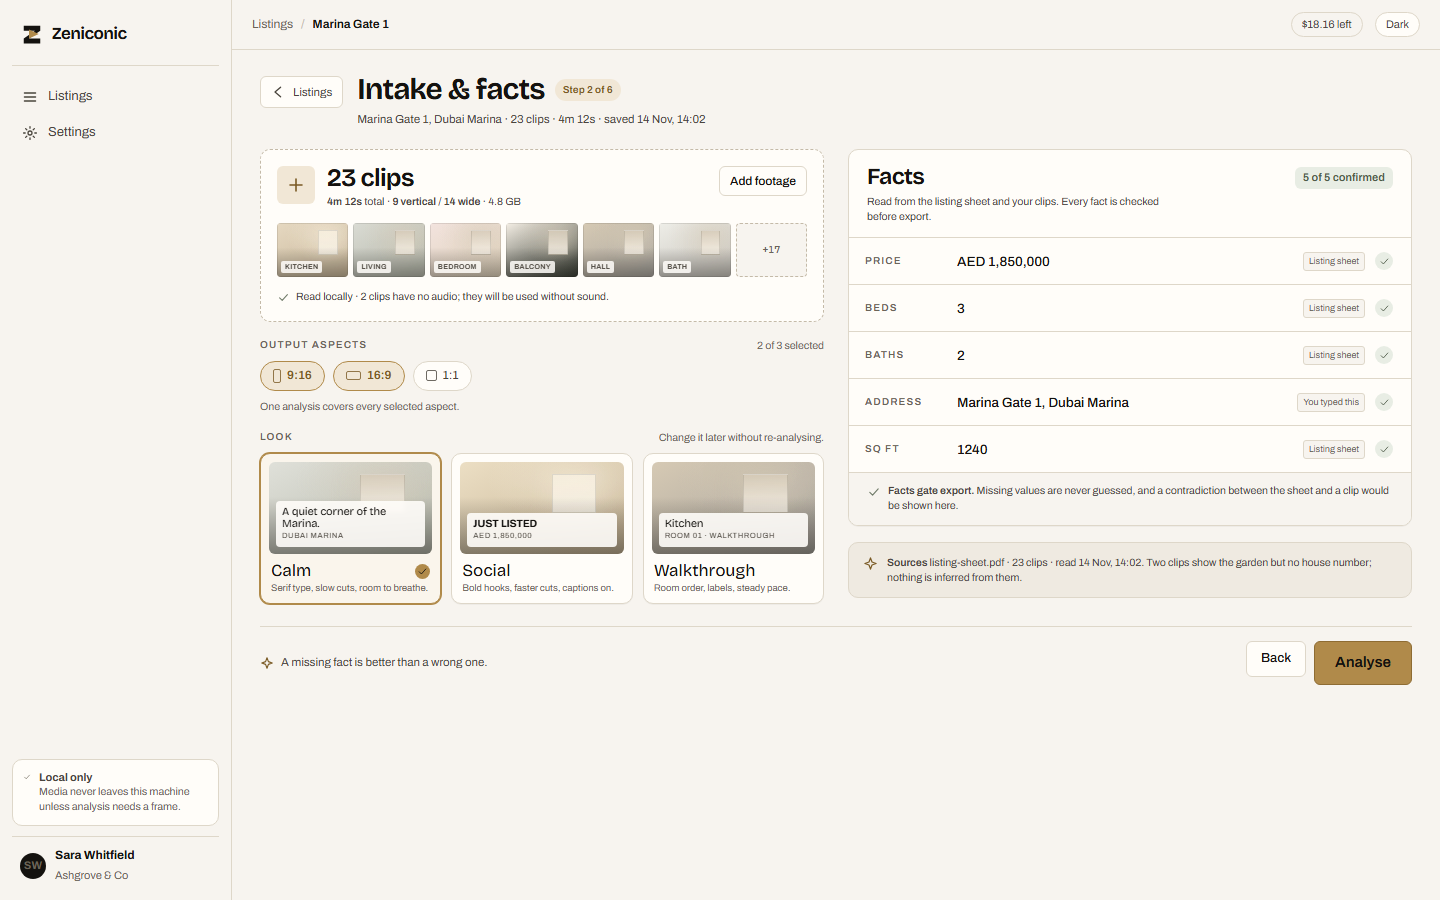 Zeniconic
Listings / Marina Gate 1
$18.16 left
Dark
Listings
Settings
Listings
Intake & facts
Step 2 of 6
Marina Gate 1, Dubai Marina · 23 clips · 4m 12s · saved 14 Nov, 14:02
23 clips
4m 12s total · 9 vertical / 14 wide · 4.8 GB
Add footage
KITCHEN
LIVING
BEDROOM
BALCONY
HALL
BATH
+17
Read locally · 2 clips have no audio; they will be used without sound.
OUTPUT ASPECTS
2 of 3 selected
9:16
16:9
1:1
One analysis covers every selected aspect.
LOOK
Change it later without re-analysing.
A quiet corner of the
Marina.
DUBAI MARINA
Calm
Serif type, slow cuts, room to breathe.
JUST LISTED
AED 1,850,000
Social
Bold hooks, faster cuts, captions on.
Kitchen
ROOM 01 · WALKTHROUGH
Walkthrough
Room order, labels, steady pace.
Facts
5 of 5 confirmed
Read from the listing sheet and your clips. Every fact is checked
before export.
PRICE
AED 1,850,000
Listing sheet
BEDS
3
Listing sheet
BATHS
2
Listing sheet
ADDRESS
Marina Gate 1, Dubai Marina
You typed this
SQ FT
1240
Listing sheet
Facts gate export. Missing values are never guessed, and a contradiction between the sheet and a clip would
be shown here.
Sources listing-sheet.pdf · 23 clips · read 14 Nov, 14:02. Two clips show the garden but no house number;
nothing is inferred from them.
A missing fact is better than a wrong one.
Back
Analyse
Local only
Media never leaves this machine
unless analysis needs a frame.
SW
Sara Whitfield
Ashgrove & Co